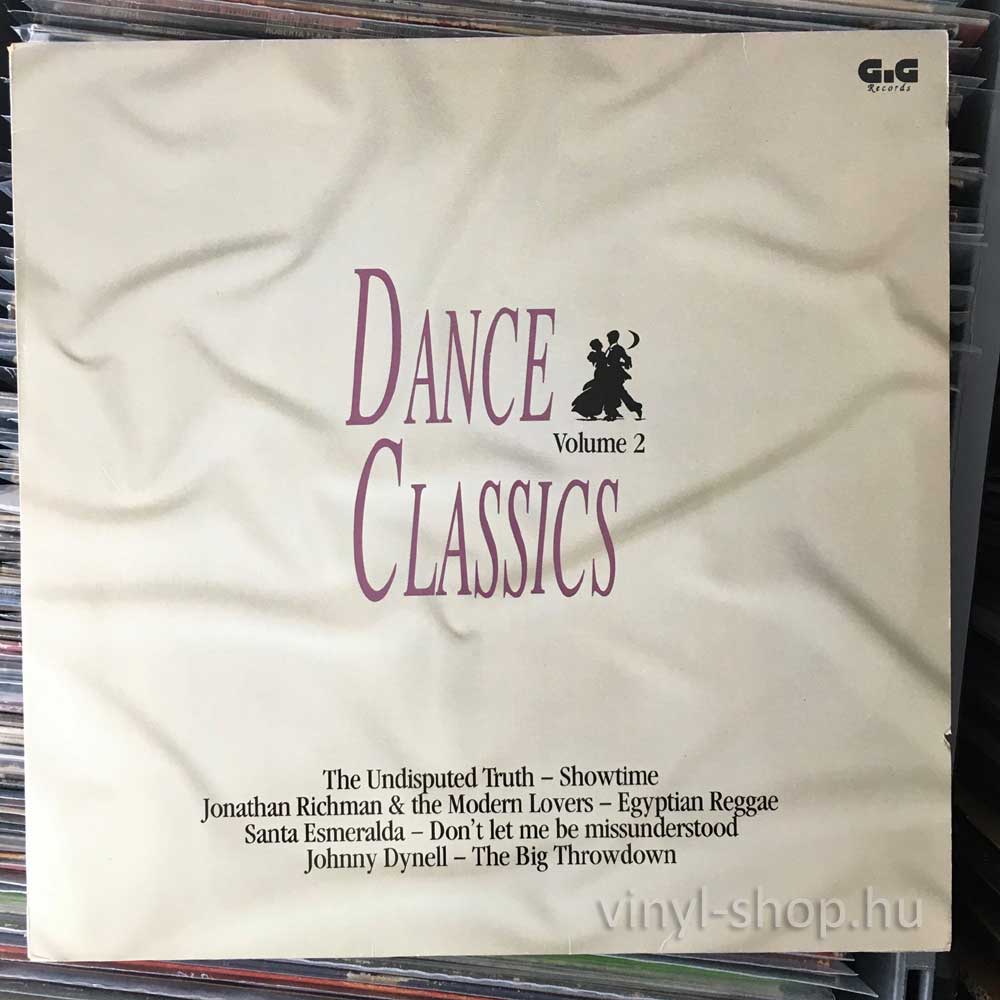 GiG
Records
DANCE
Volume 2
CLASSICS
The Undisputed Truth – Showtime
Jonathan Richman & the Modern Lovers – Egyptian Reggae
Santa Esmeralda – Don't let me be missunderstood
Johnny Dynell – The Big Throwdown
vinyl-shop.hu